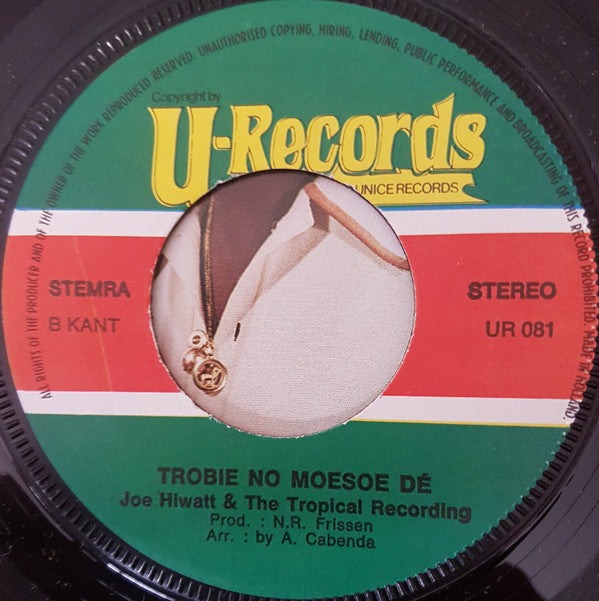 ALL RIGHTS OF THE PRODUCER AND OF THE OWNER OF THE WORK REPRODUCED RESERVED. UNAUTHORISED COPYING, HIRING, LENDING, PUBLIC PERFORMANCE AND BROADCASTING OF THIS RECORD PROHIBITED. MADE IN HOLLAND.
Copyright by
U-Records
UNICE RECORDS
STEMRA
STEREO
B KANT
UR 081
TROBIE NO MOESOE DÉ
Joe Hiwatt & The Tropical Recording
Prod. : N.R. Frissen
Arr. : by A. Cabenda